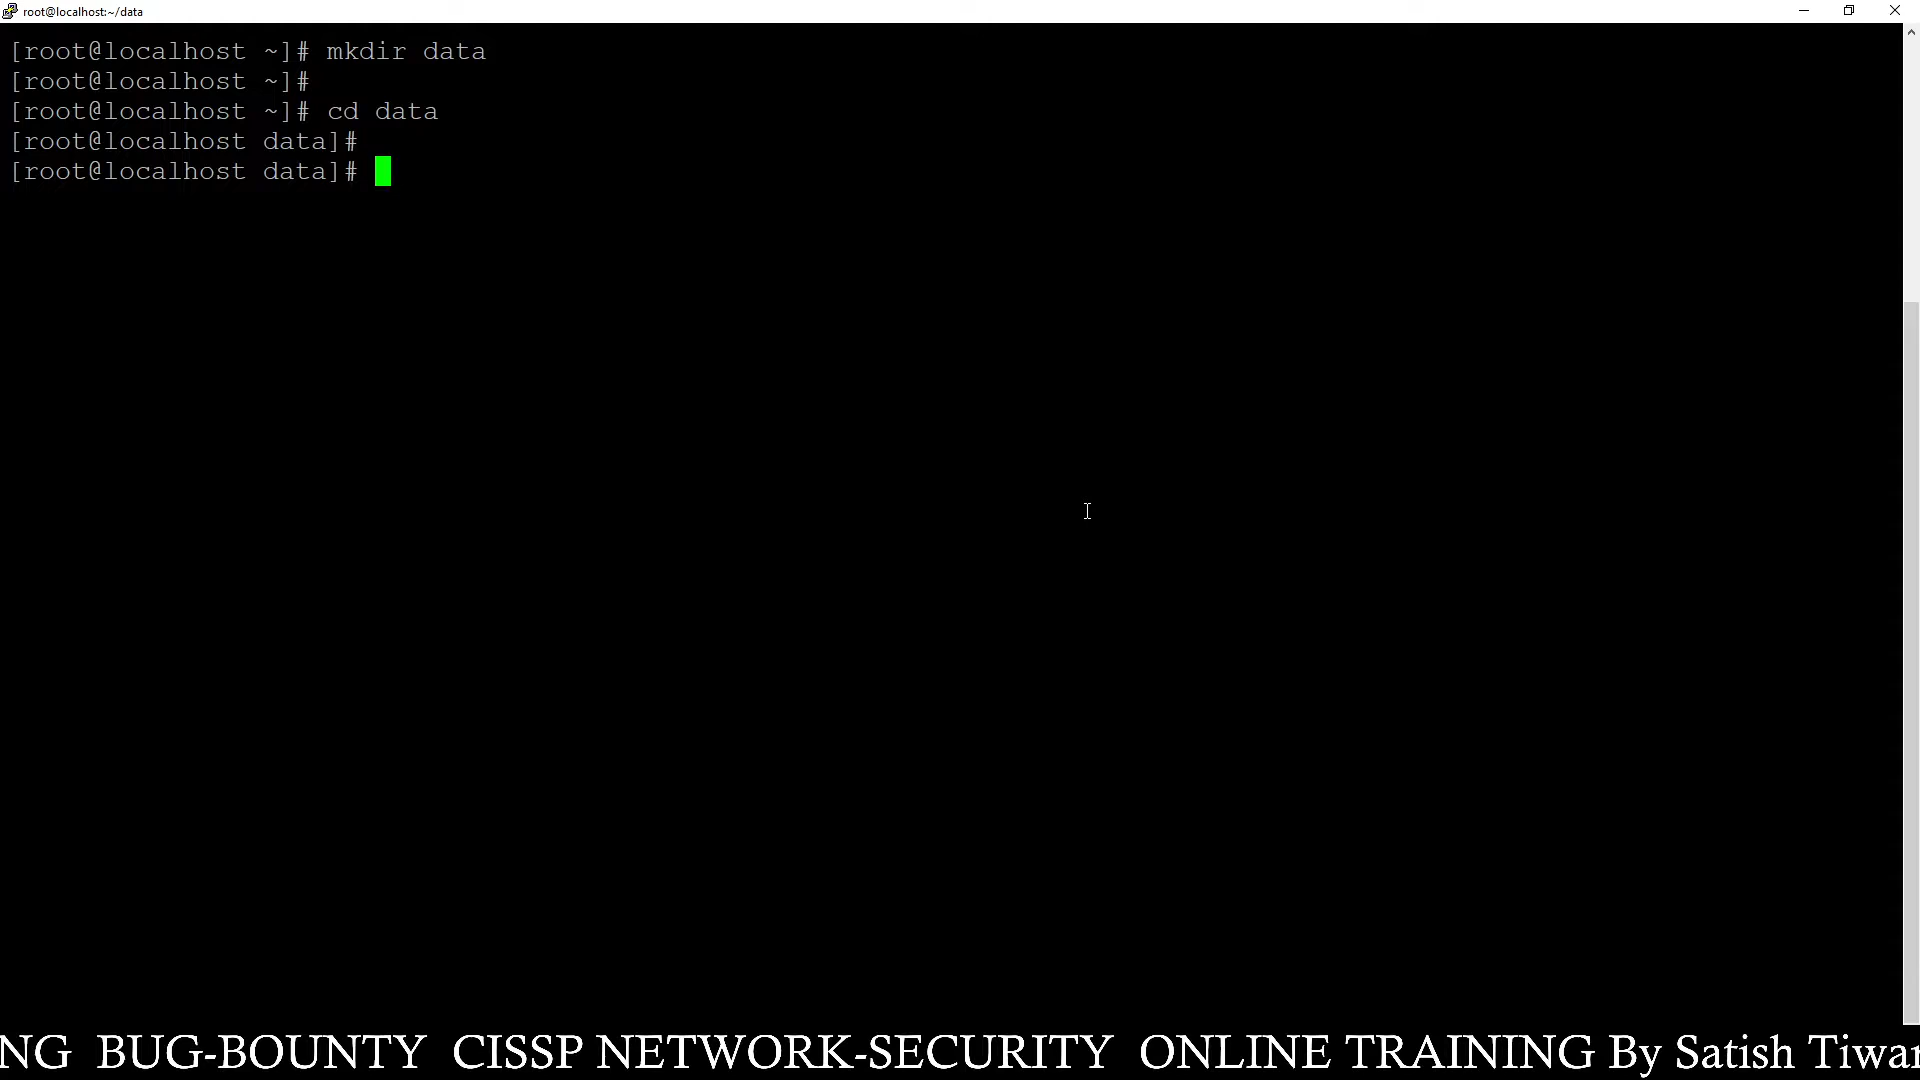 root@localhost:~/data
[root@localhost ~]# mkdir data
[root@localhost ~]#
[root@localhost ~]# cd data
[root@localhost data]#
[root@localhost data]#
NG BUG-BOUNTY CISSP NETWORK-SECURITY ONLINE TRAINING By Satish Tiwar